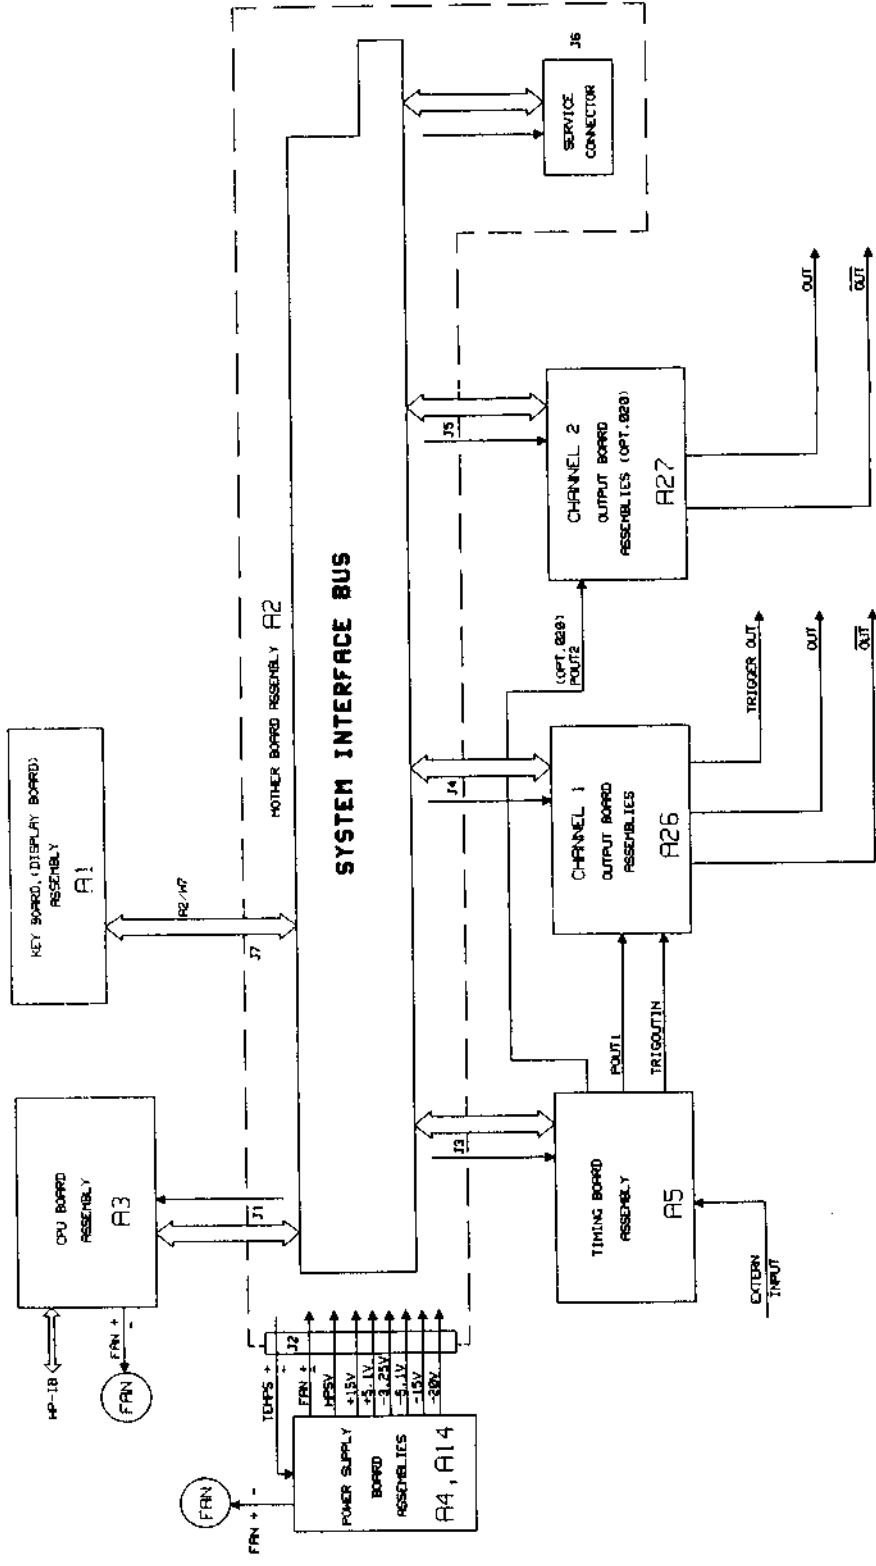 HP-IB
FAN + -
FAN
CPU BOARD
ASSEMBLY
A3
J1
KEY BOARD,(DISPLAY BOARD)
ASSEMBLY
A1
A2/W7
J7
MOTHER BOARD ASSEMBLY A2
SYSTEM INTERFACE BUS
FAN
FAN + -
POWER SUPPLY
BOARD
ASSEMBLIES
A4,A14
TEMPS +
FAN +
MPSV
+15V
+5.1V
-3.25V
-5.1V
-15V
-20V
J2
J3
J4
J5
J6
SERVICE
CONNECTOR
TIMING BOARD
ASSEMBLY
A5
EXTERN
INPUT
POUT1
TRIGOUTIN
(OPT.020)
POUT2
CHANNEL 1
OUTPUT BOARD
ASSEMBLIES
A26
TRIGGER OUT
OUT
OUT
CHANNEL 2
OUTPUT BOARD
ASSEMBLIES (OPT.020)
A27
OUT
OUT